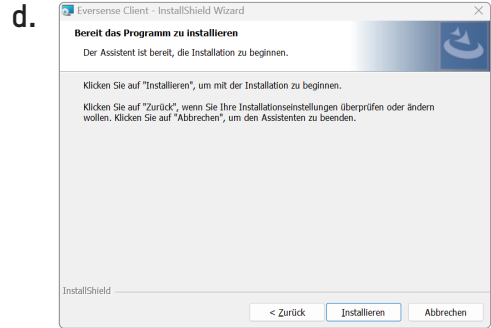 d.
Eversense Client - InstallShield Wizard
Bereit das Programm zu installieren
Der Assistent ist bereit, die Installation zu beginnen.
Klicken Sie auf "Installieren", um mit der Installation zu beginnen.
Klicken Sie auf "Zurück", wenn Sie Ihre Installationseinstellungen überprüfen oder ändern
wollen. Klicken Sie auf "Abbrechen", um den Assistenten zu beenden.
InstallShield
< Zurück Installieren Abbrechen